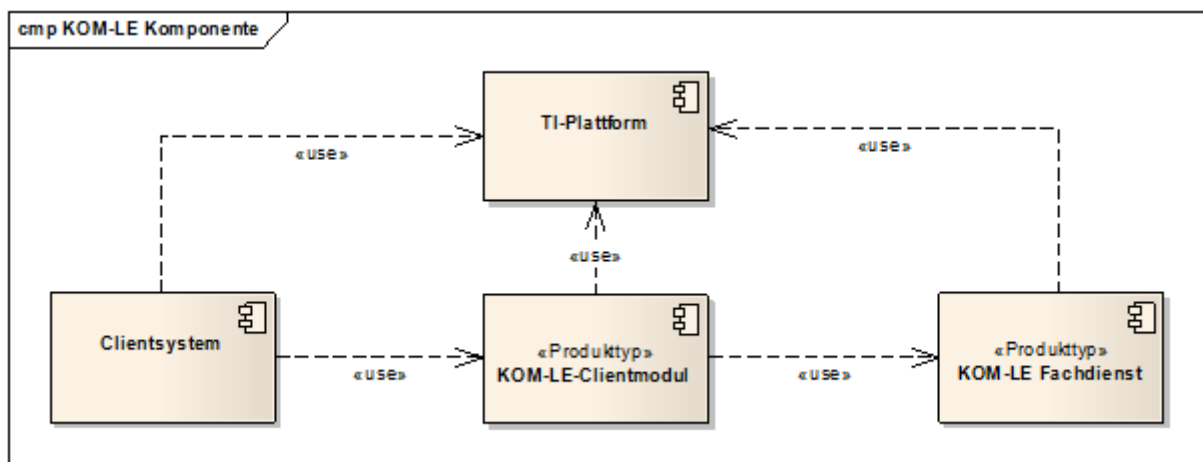 cmp KOM-LE Komponente
TI-Plattform
«use»
«use»
«use»
Clientsystem
«Produkttyp»
KOM-LE-Clientmodul
«Produkttyp»
KOM-LE Fachdienst
«use»
«use»